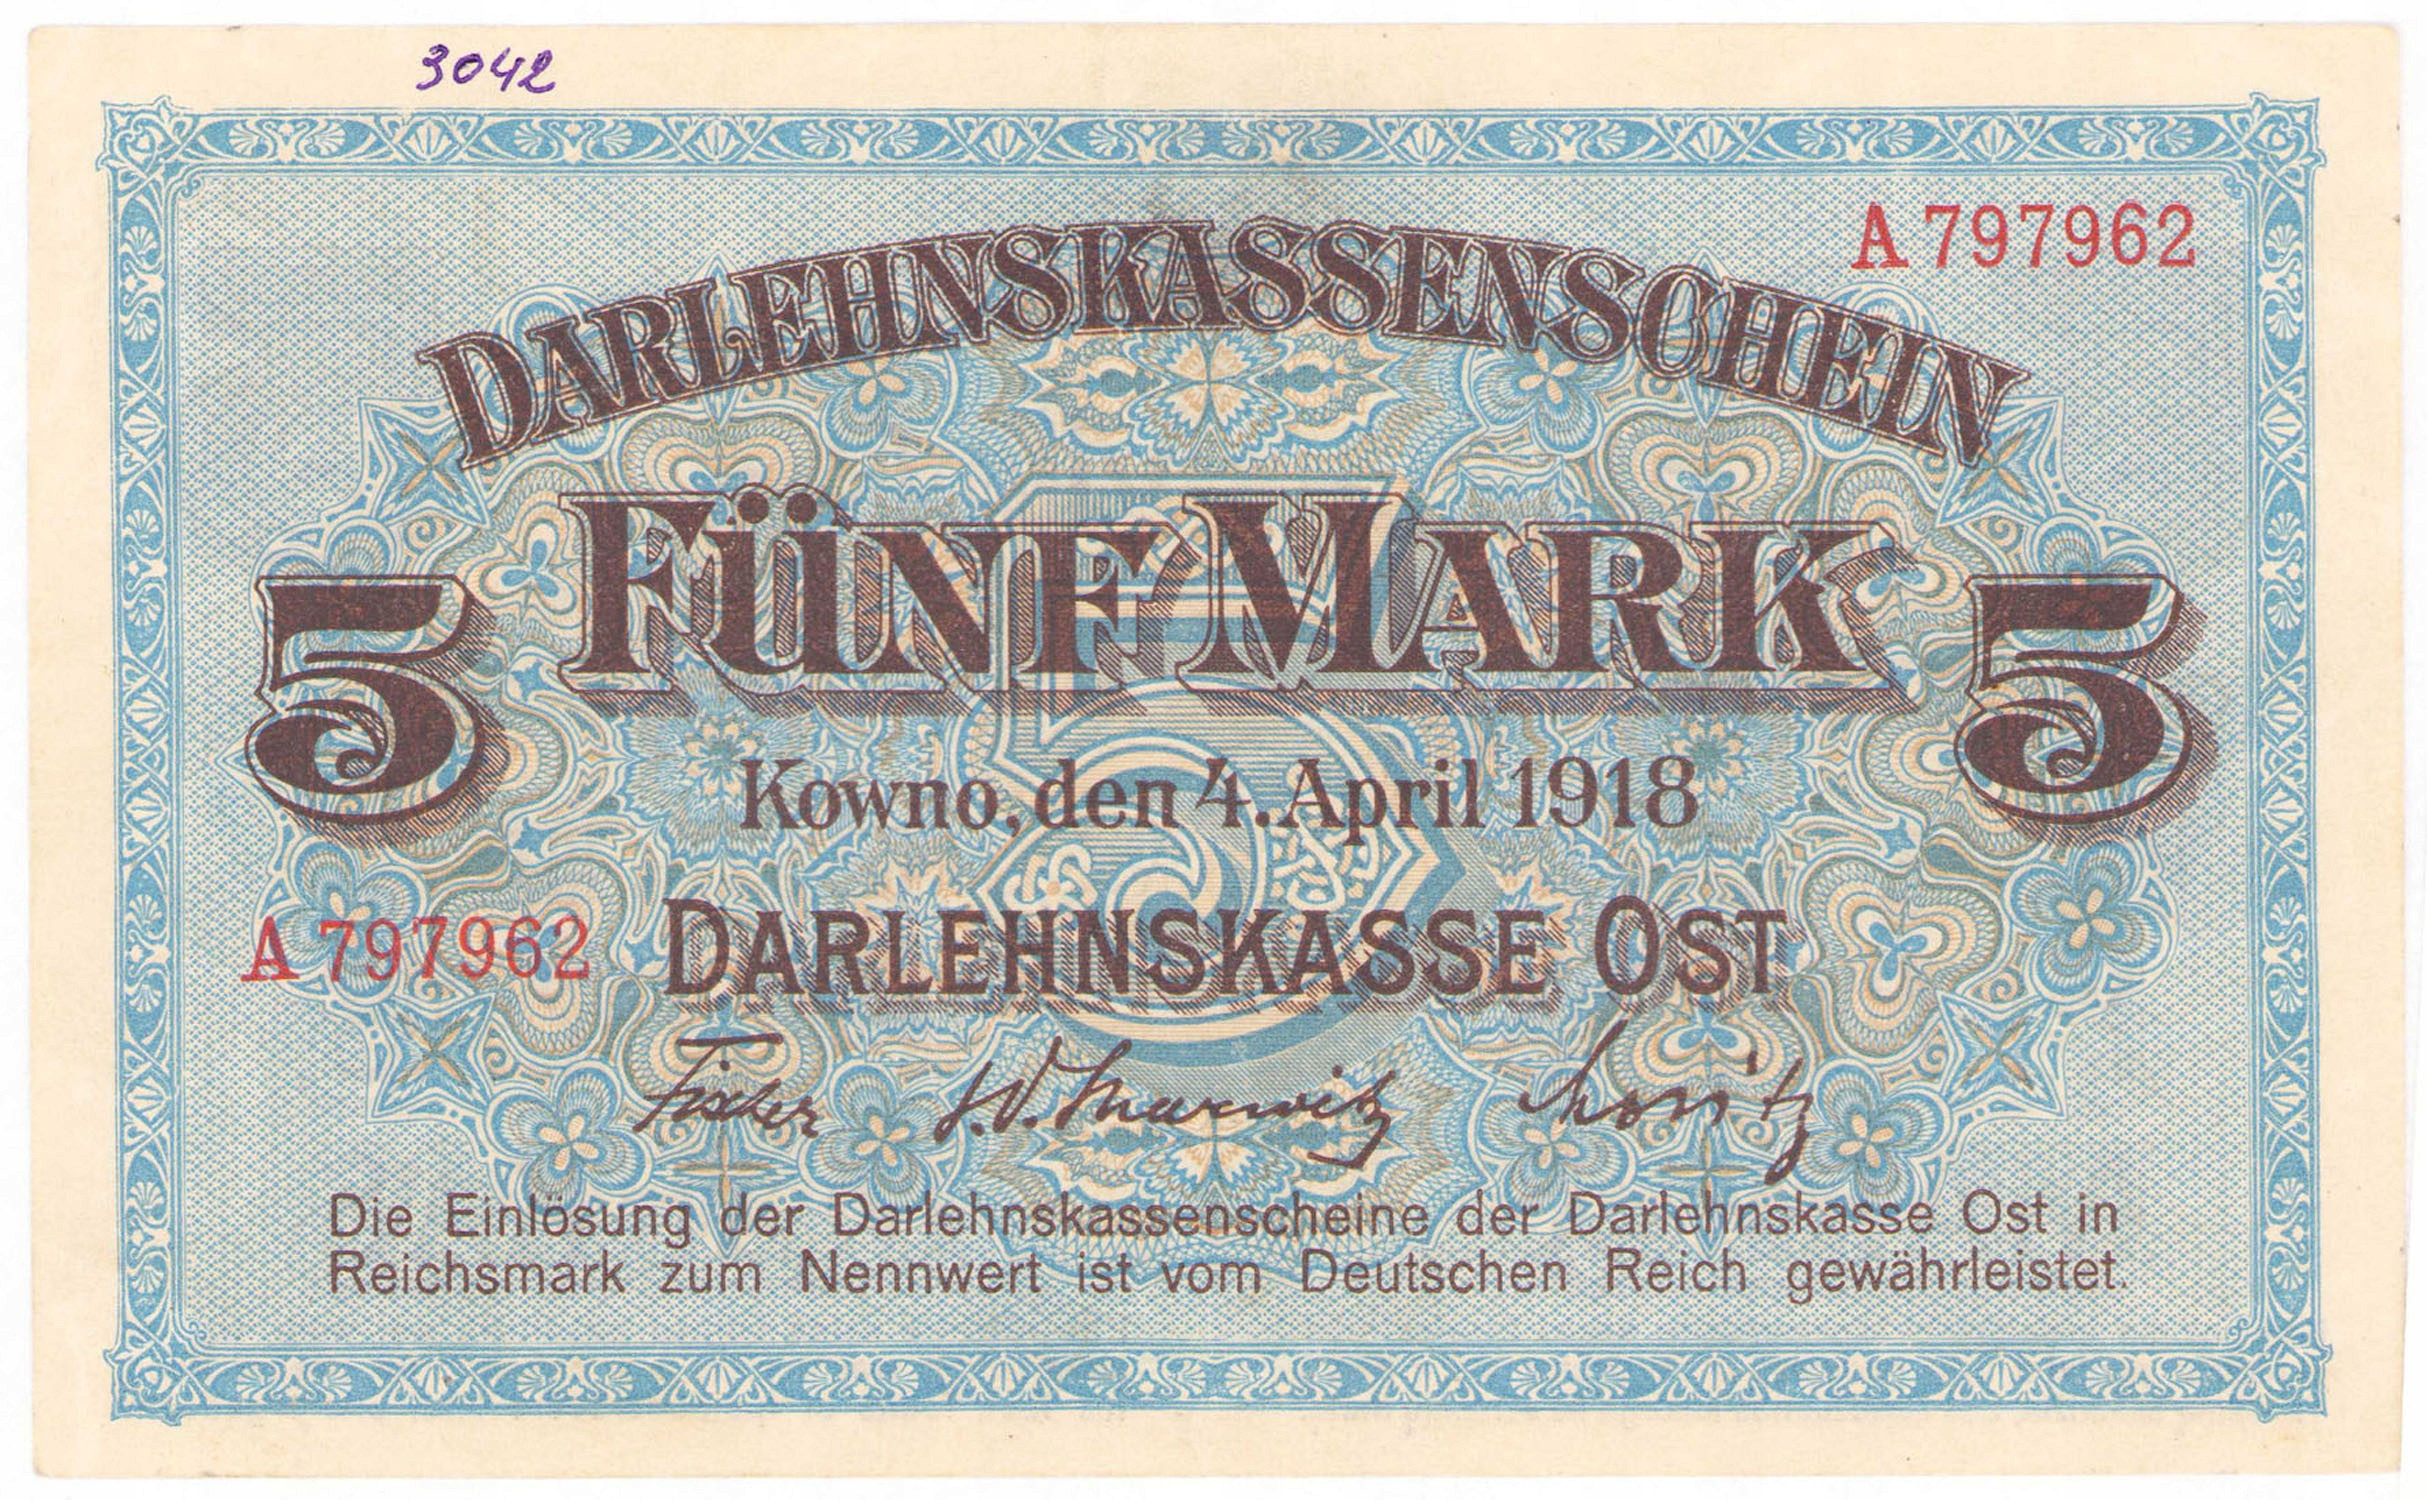 3042
A 797962
DARLEHNSKASSENSCHEIN
5 FÜNF MARK 5
Kowno, den 4. April 1918
A 797962
DARLEHNSKASSE OST
Fischer
Die Einlösung der Darlehnskassenscheine der Darlehnskasse Ost in
Reichsmark zum Nennwert ist vom Deutschen Reich gewährleistet.